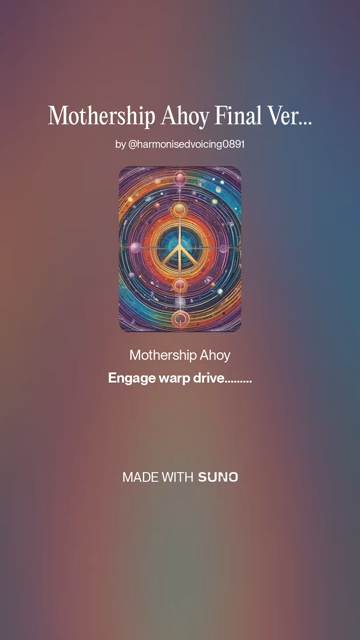 Mothership Ahoy Final Ver...
by @harmonisedvoicing0891
Mothership Ahoy
Engage warp drive.........
MADE WITH SUNO